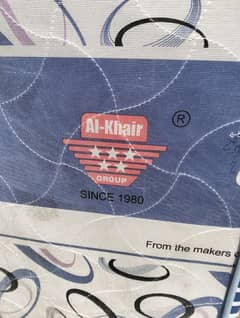 Al-Khair
®
GROUP
SINCE 1980
From the makers